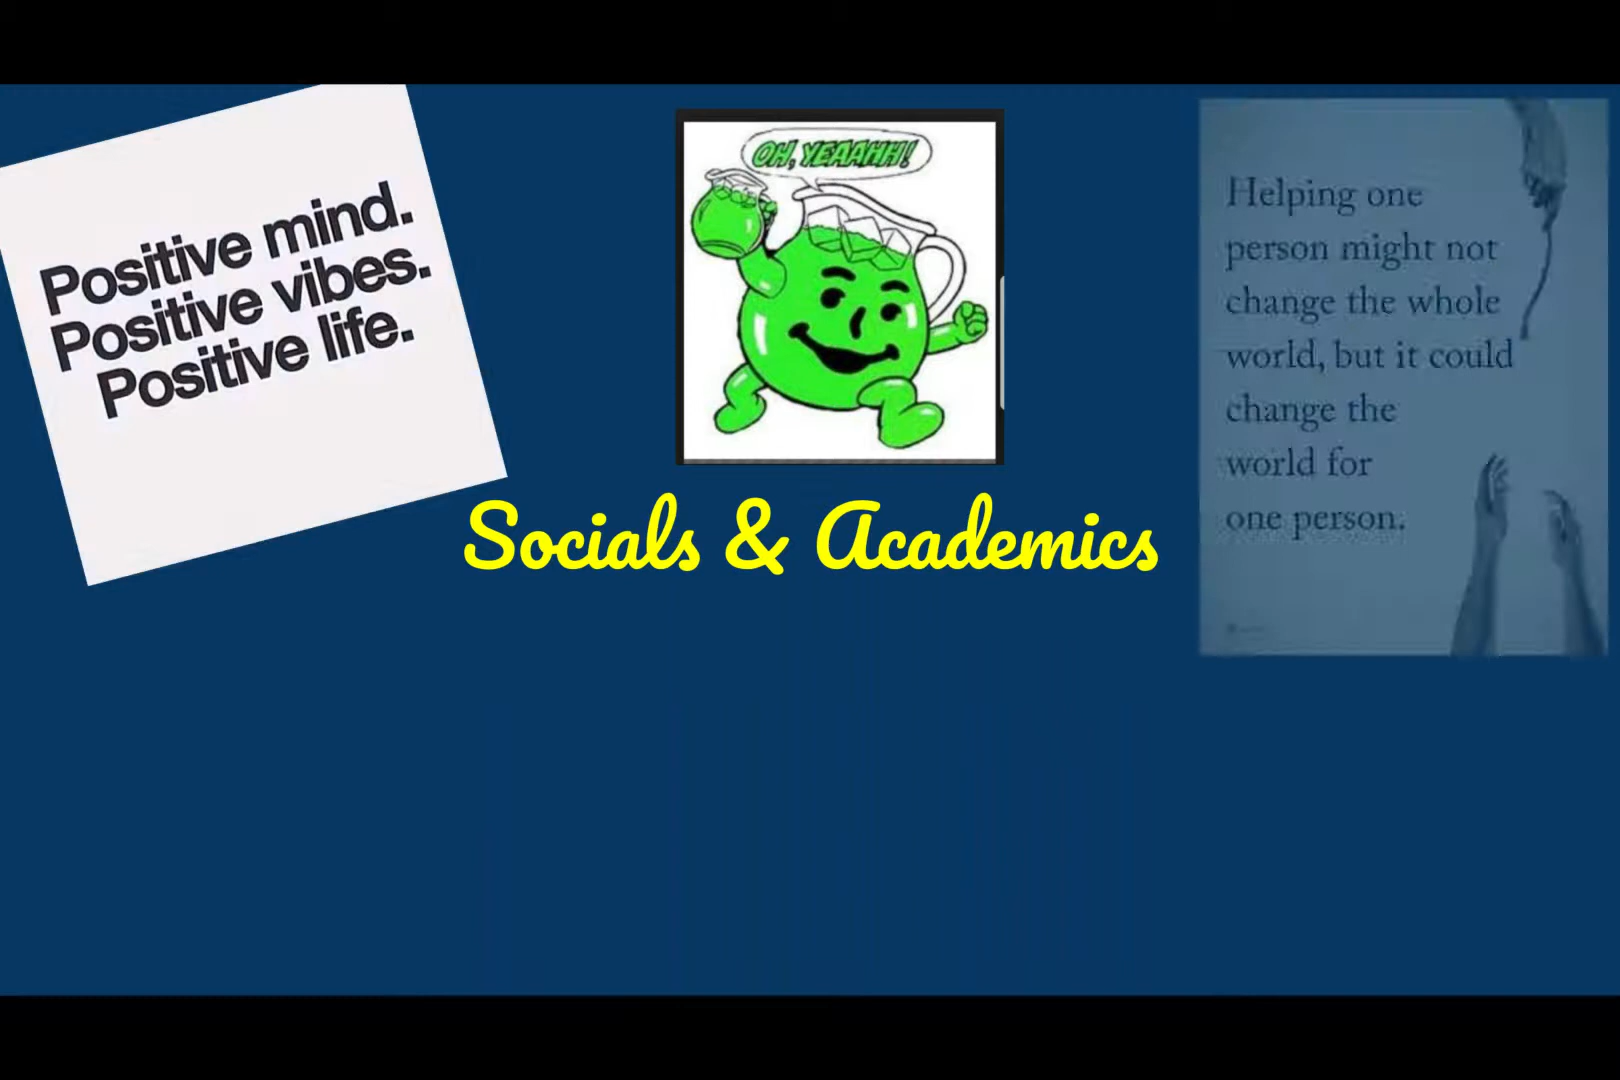 Positive mind.
Positive vibes.
Positive life.
OH, YEAAHH!
Socials & Academics
Helping one
person might not
change the whole
world, but it could
change the
world for
one person.